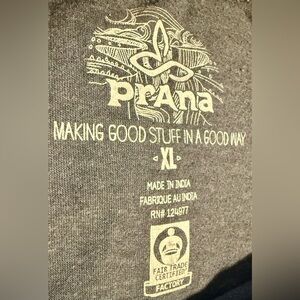 prAna
MAKING GOOD STUFF IN A GOOD WAY
XL
MADE IN INDIA
FABRIQUE AU INDIA
RN# 124977
FAIR TRADE
CERTIFIED
FACTORY